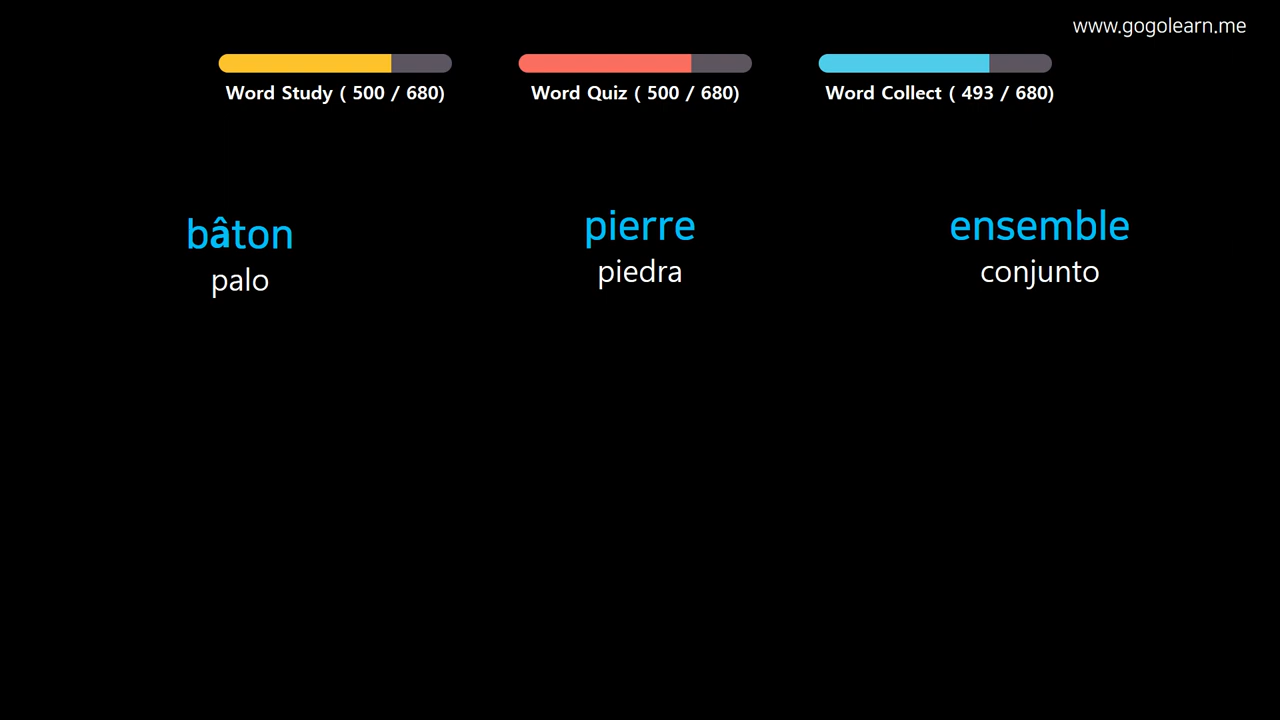 www.gogolearn.me
Word Study ( 500 / 680)
Word Quiz ( 500 / 680)
Word Collect ( 493 / 680)
bâton
palo
pierre
piedra
ensemble
conjunto